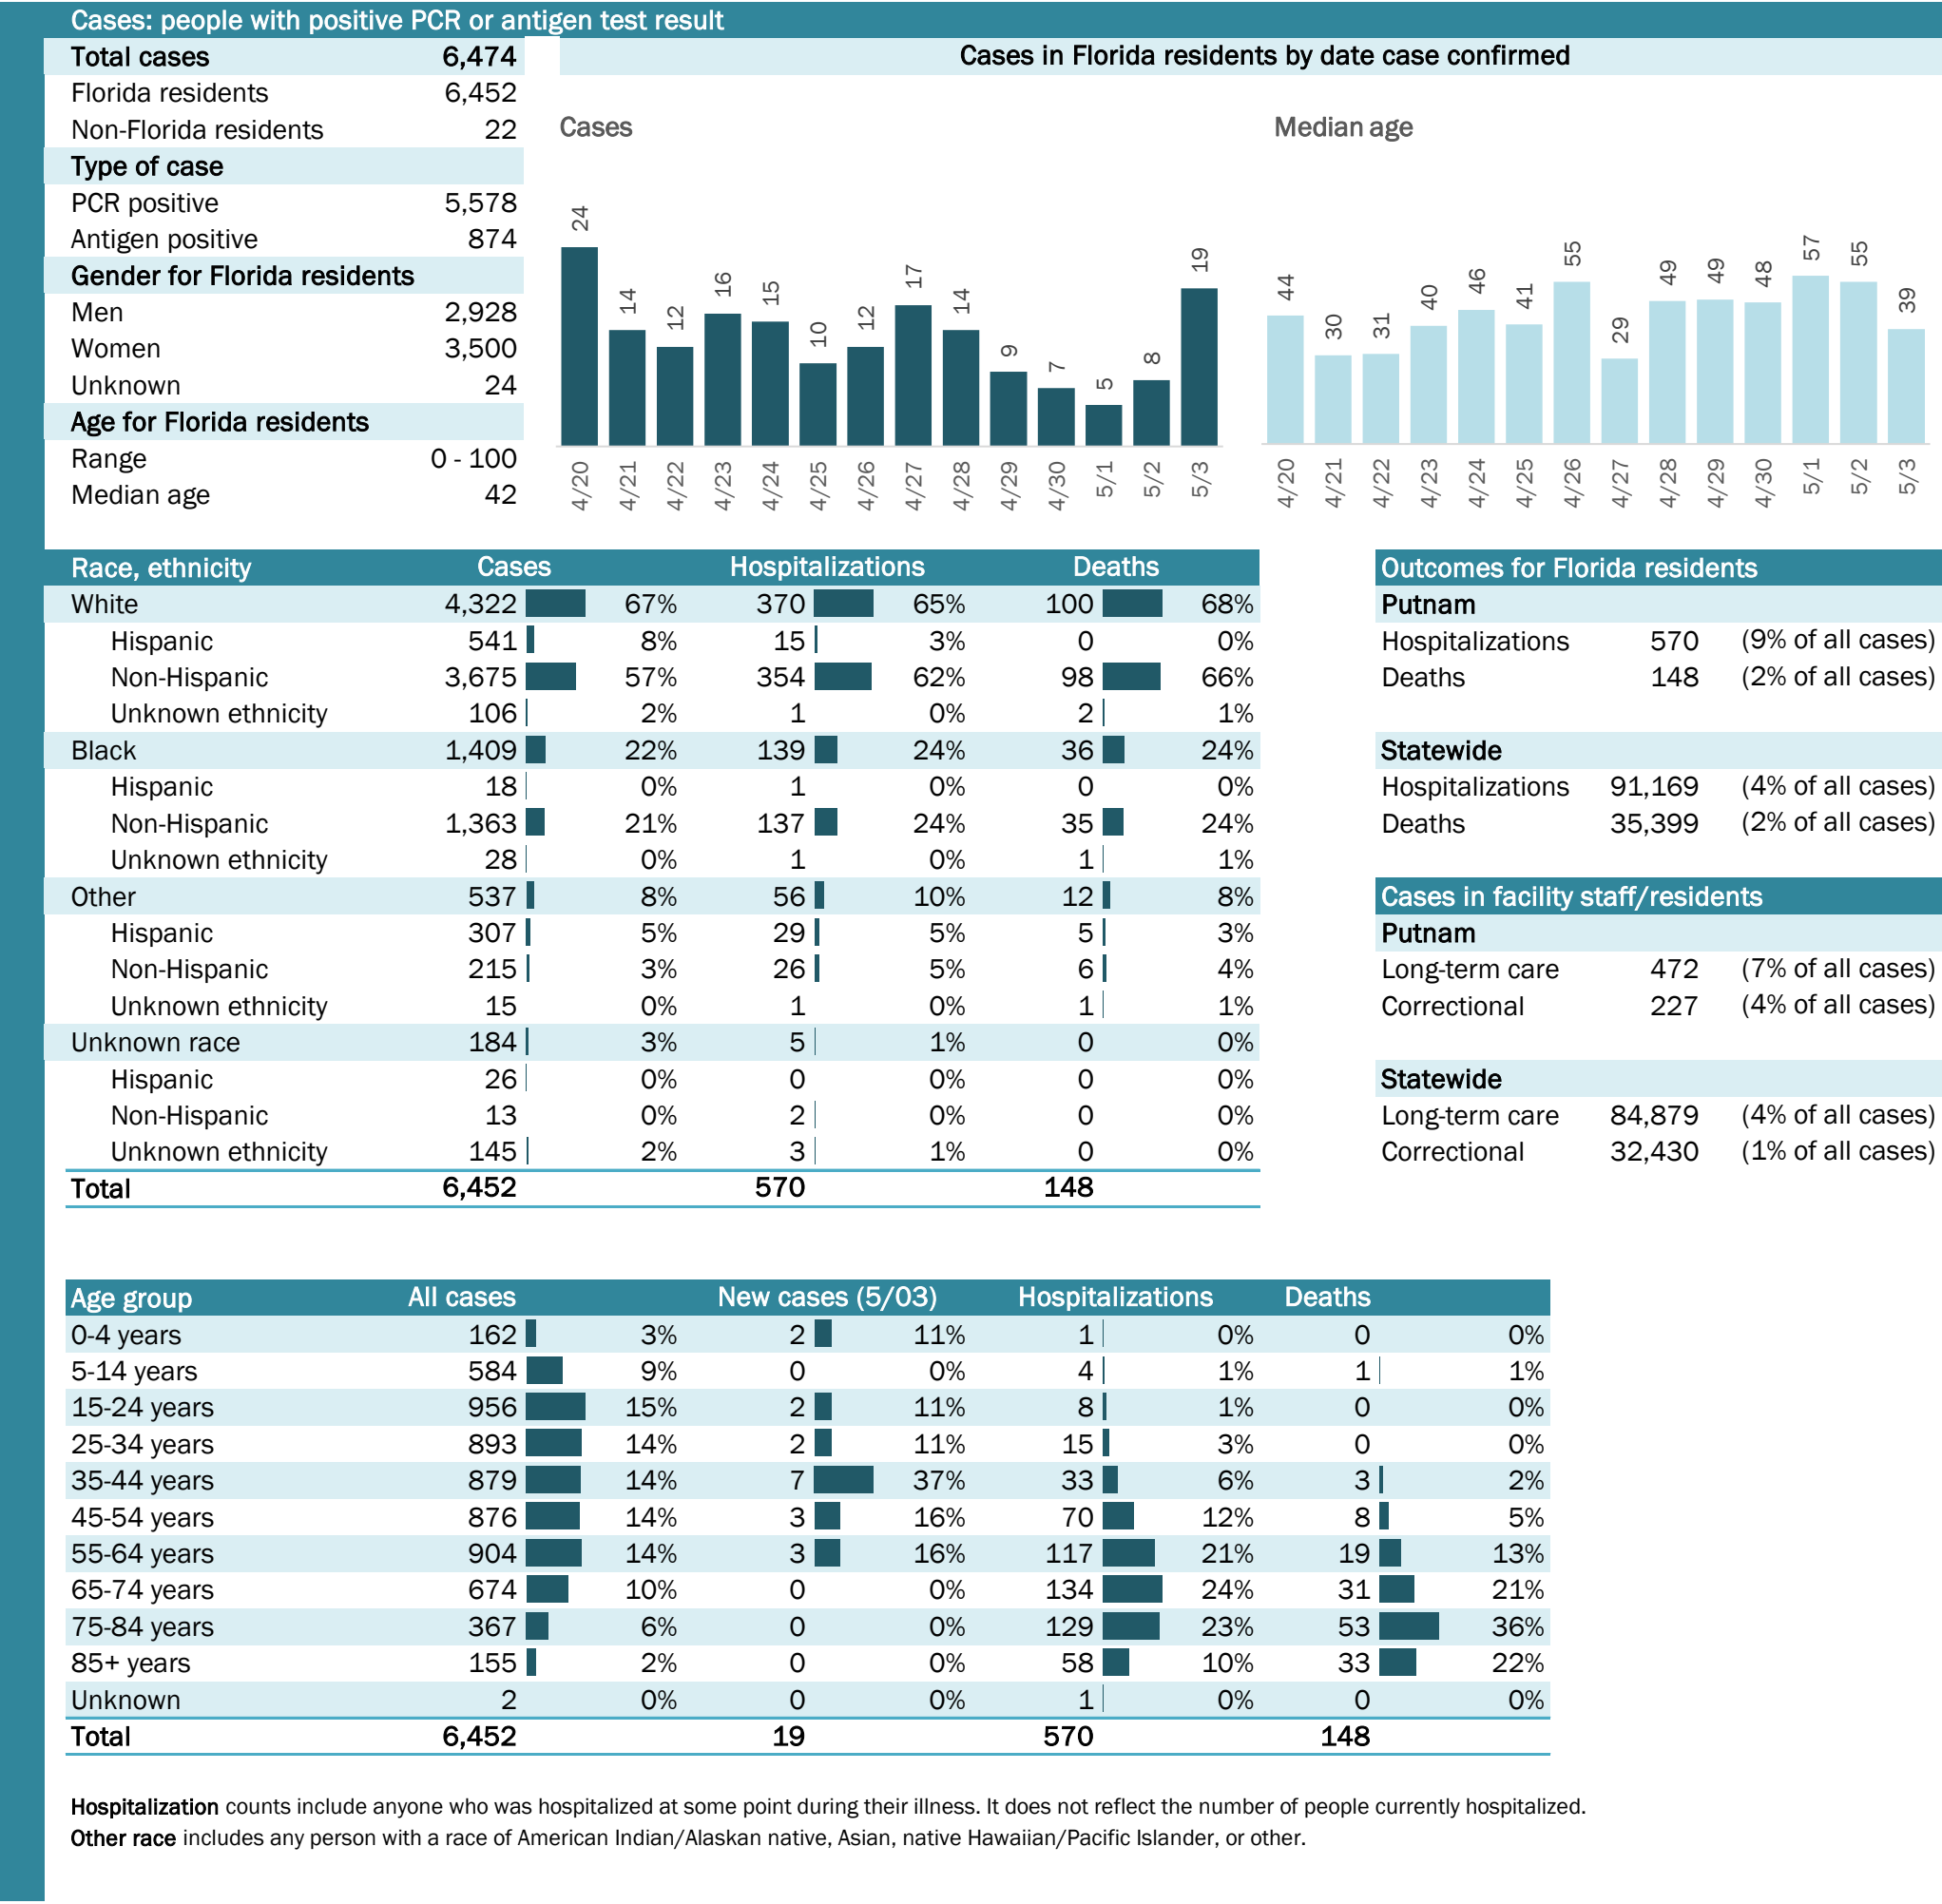 Cases: people with positive PCR or antigen test result
Total cases 6,474
Florida residents 6,452
Non-Florida residents 22
Type of case
PCR positive 5,578
Antigen positive 874
Gender for Florida residents
Men 2,928
Women 3,500
Unknown 24
Age for Florida residents
Range 0 - 100
Median age 42
Cases in Florida residents by date case confirmed
Cases
24 14 12 16 15 10 12 17 14 9 7 5 8 19
4/20 4/21 4/22 4/23 4/24 4/25 4/26 4/27 4/28 4/29 4/30 5/1 5/2 5/3
Median age
44 30 31 40 46 41 55 29 49 49 48 57 55 39
4/20 4/21 4/22 4/23 4/24 4/25 4/26 4/27 4/28 4/29 4/30 5/1 5/2 5/3
Race, ethnicity Cases Hospitalizations Deaths
White 4,322 67% 370 65% 100 68%
Hispanic 541 8% 15 3% 0 0%
Non-Hispanic 3,675 57% 354 62% 98 66%
Unknown ethnicity 106 2% 1 0% 2 1%
Black 1,409 22% 139 24% 36 24%
Hispanic 18 0% 1 0% 0 0%
Non-Hispanic 1,363 21% 137 24% 35 24%
Unknown ethnicity 28 0% 1 0% 1 1%
Other 537 8% 56 10% 12 8%
Hispanic 307 5% 29 5% 5 3%
Non-Hispanic 215 3% 26 5% 6 4%
Unknown ethnicity 15 0% 1 0% 1 1%
Unknown race 184 3% 5 1% 0 0%
Hispanic 26 0% 0 0% 0 0%
Non-Hispanic 13 0% 2 0% 0 0%
Unknown ethnicity 145 2% 3 1% 0 0%
Total 6,452 570 148
Outcomes for Florida residents
Putnam
Hospitalizations 570 (9% of all cases)
Deaths 148 (2% of all cases)
Statewide
Hospitalizations 91,169 (4% of all cases)
Deaths 35,399 (2% of all cases)
Cases in facility staff/residents
Putnam
Long-term care 472 (7% of all cases)
Correctional 227 (4% of all cases)
Statewide
Long-term care 84,879 (4% of all cases)
Correctional 32,430 (1% of all cases)
Age group All cases New cases (5/03) Hospitalizations Deaths
0-4 years 162 3% 2 11% 1 0% 0 0%
5-14 years 584 9% 0 0% 4 1% 1 1%
15-24 years 956 15% 2 11% 8 1% 0 0%
25-34 years 893 14% 2 11% 15 3% 0 0%
35-44 years 879 14% 7 37% 33 6% 3 2%
45-54 years 876 14% 3 16% 70 12% 8 5%
55-64 years 904 14% 3 16% 117 21% 19 13%
65-74 years 674 10% 0 0% 134 24% 31 21%
75-84 years 367 6% 0 0% 129 23% 53 36%
85+ years 155 2% 0 0% 58 10% 33 22%
Unknown 2 0% 0 0% 1 0% 0 0%
Total 6,452 19 570 148
Hospitalization counts include anyone who was hospitalized at some point during their illness. It does not reflect the number of people currently hospitalized.
Other race includes any person with a race of American Indian/Alaskan native, Asian, native Hawaiian/Pacific Islander, or other.